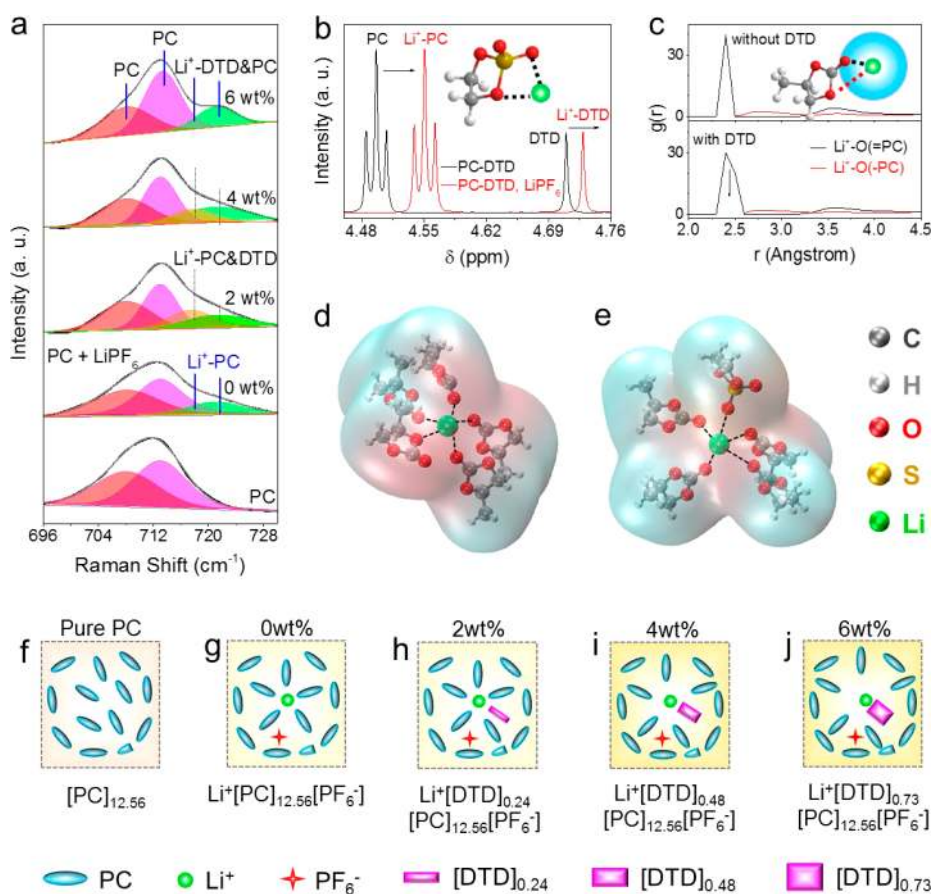 a
PC
PC
Li⁺-DTD&PC
6 wt%
4 wt%
Li⁺-PC&DTD
2 wt%
PC + LiPF₆
Li⁺-PC
0 wt%
PC
Intensity (a. u.)
696 704 712 720 728
Raman Shift (cm⁻¹)
b
PC
Li⁺-PC
Li⁺-DTD
DTD
PC-DTD
PC-DTD, LiPF₆
Intensity (a. u.)
4.48 4.55 4.62 4.69 4.76
δ (ppm)
c
without DTD
with DTD
Li⁺-O(=PC)
Li⁺-O(-PC)
g(r)
30
0
30
0
2.0 2.5 3.0 3.5 4.0 4.5
r (Angstrom)
d
e
C
H
O
S
Li
Pure PC
f
[PC]₁₂.₅₆
0wt%
g
Li⁺[PC]₁₂.₅₆[PF₆⁻]
2wt%
h
Li⁺[DTD]₀.₂₄
[PC]₁₂.₅₆[PF₆⁻]
4wt%
i
Li⁺[DTD]₀.₄₈
[PC]₁₂.₅₆[PF₆⁻]
6wt%
j
Li⁺[DTD]₀.₇₃
[PC]₁₂.₅₆[PF₆⁻]
PC
Li⁺
PF₆⁻
[DTD]₀.₂₄
[DTD]₀.₄₈
[DTD]₀.₇₃